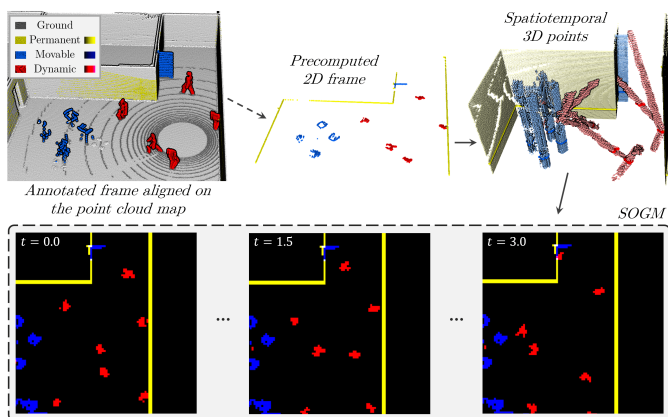 Ground
Permanent
Movable
Dynamic
Precomputed
2D frame
Spatiotemporal
3D points
Annotated frame aligned on
the point cloud map
SOGM
t = 0.0
...
t = 1.5
...
t = 3.0